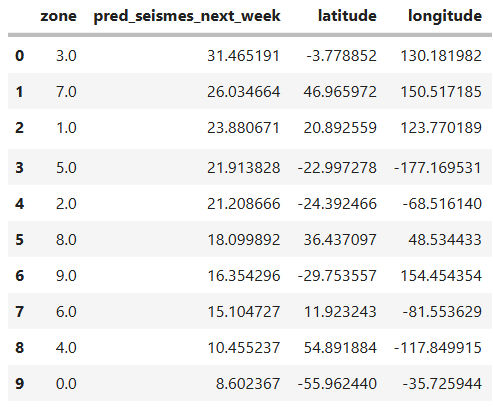 zone pred_seismes_next_week latitude longitude
0 3.0 31.465191 -3.778852 130.181982
1 7.0 26.034664 46.965972 150.517185
2 1.0 23.880671 20.892559 123.770189
3 5.0 21.913828 -22.997278 -177.169531
4 2.0 21.208666 -24.392466 -68.516140
5 8.0 18.099892 36.437097 48.534433
6 9.0 16.354296 -29.753557 154.454354
7 6.0 15.104727 11.923243 -81.553629
8 4.0 10.455237 54.891884 -117.849915
9 0.0 8.602367 -55.962440 -35.725944